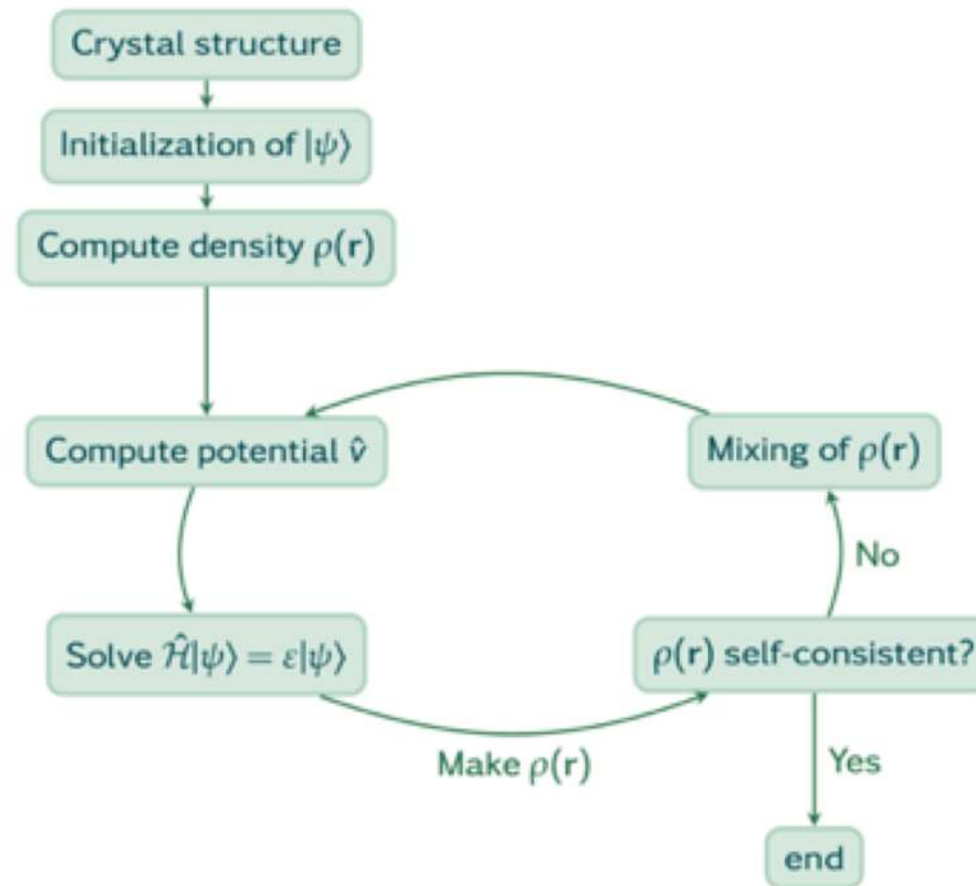 Crystal structure
Initialization of |ψ⟩
Compute density ρ(r)
Compute potential v̂
Mixing of ρ(r)
No
Solve Ĥ|ψ⟩ = ε|ψ⟩
ρ(r) self-consistent?
Make ρ(r)
Yes
end